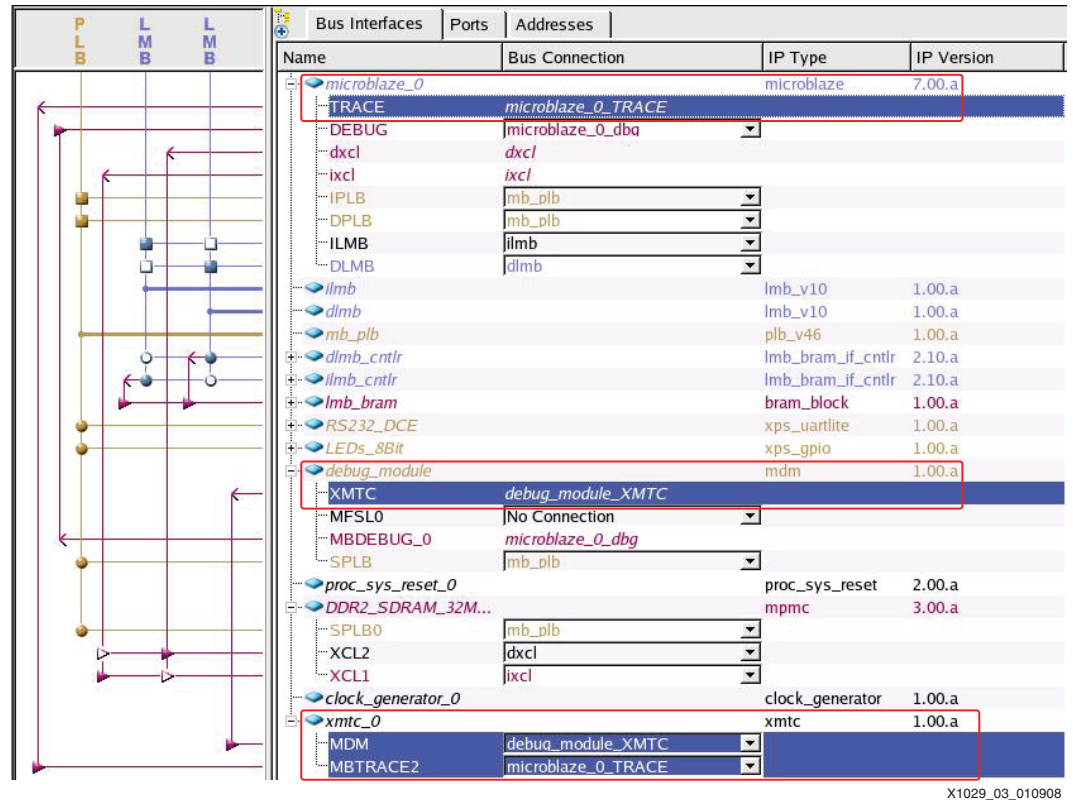 PLB LMB LMB
Bus Interfaces Ports Addresses
Name Bus Connection IP Type IP Version
microblaze_0 microblaze 7.00.a
TRACE microblaze_0_TRACE
DEBUG microblaze_0_dbg
dxcl dxcl
ixcl ixcl
IPLB mb_plb
DPLB mb_plb
ILMB ilmb
DLMB dlmb
ilmb lmb_v10 1.00.a
dlmb lmb_v10 1.00.a
mb_plb plb_v46 1.00.a
dlmb_cntlr lmb_bram_if_cntlr 2.10.a
ilmb_cntlr lmb_bram_if_cntlr 2.10.a
lmb_bram bram_block 1.00.a
RS232_DCE xps_uartlite 1.00.a
LEDs_8Bit xps_gpio 1.00.a
debug_module mdm 1.00.a
XMTC debug_module_XMTC
MFSL0 No Connection
MBDEBUG_0 microblaze_0_dbg
SPLB mb_plb
proc_sys_reset_0 proc_sys_reset 2.00.a
DDR2_SDRAM_32M... mpmc 3.00.a
SPLB0 mb_plb
XCL2 dxcl
XCL1 ixcl
clock_generator_0 clock_generator 1.00.a
xmtc_0 xmtc 1.00.a
MDM debug_module_XMTC
MBTRACE2 microblaze_0_TRACE
X1029_03_010908